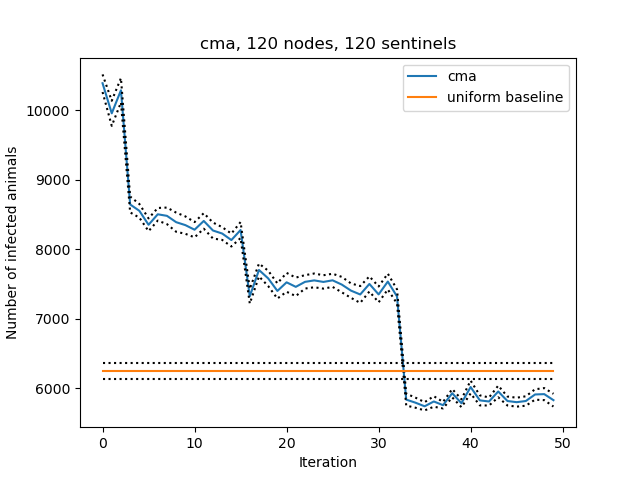 cma, 120 nodes, 120 sentinels
cma
uniform baseline
Number of infected animals
10000
9000
8000
7000
6000
0 10 20 30 40 50
Iteration